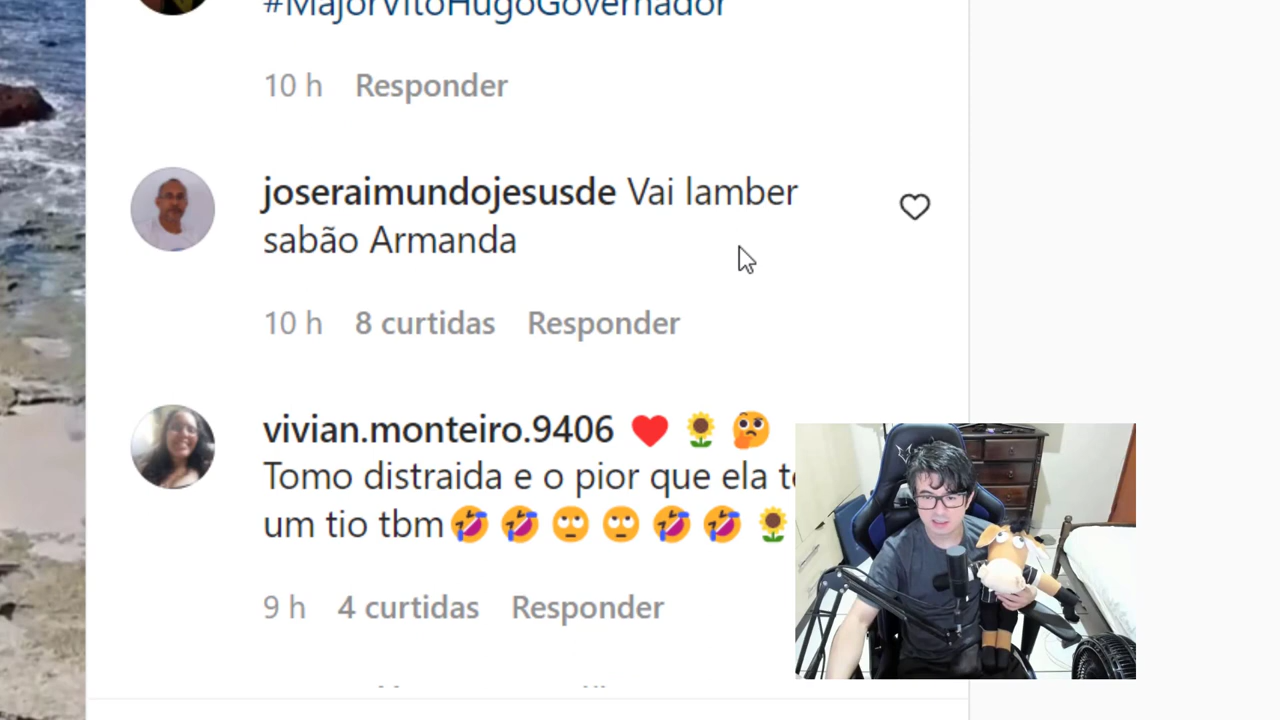 #MajorVitoHugoGovernador
10 h Responder
joseraimundojesusde Vai lamber
sabão Armanda
10 h 8 curtidas Responder
vivian.monteiro.9406 ❤️ 🌻 🤔
Tomo distraida e o pior que ela
um tio tbm🤣 🤣 🙄 🙄 🤣 🤣 🌻
9 h 4 curtidas Responder